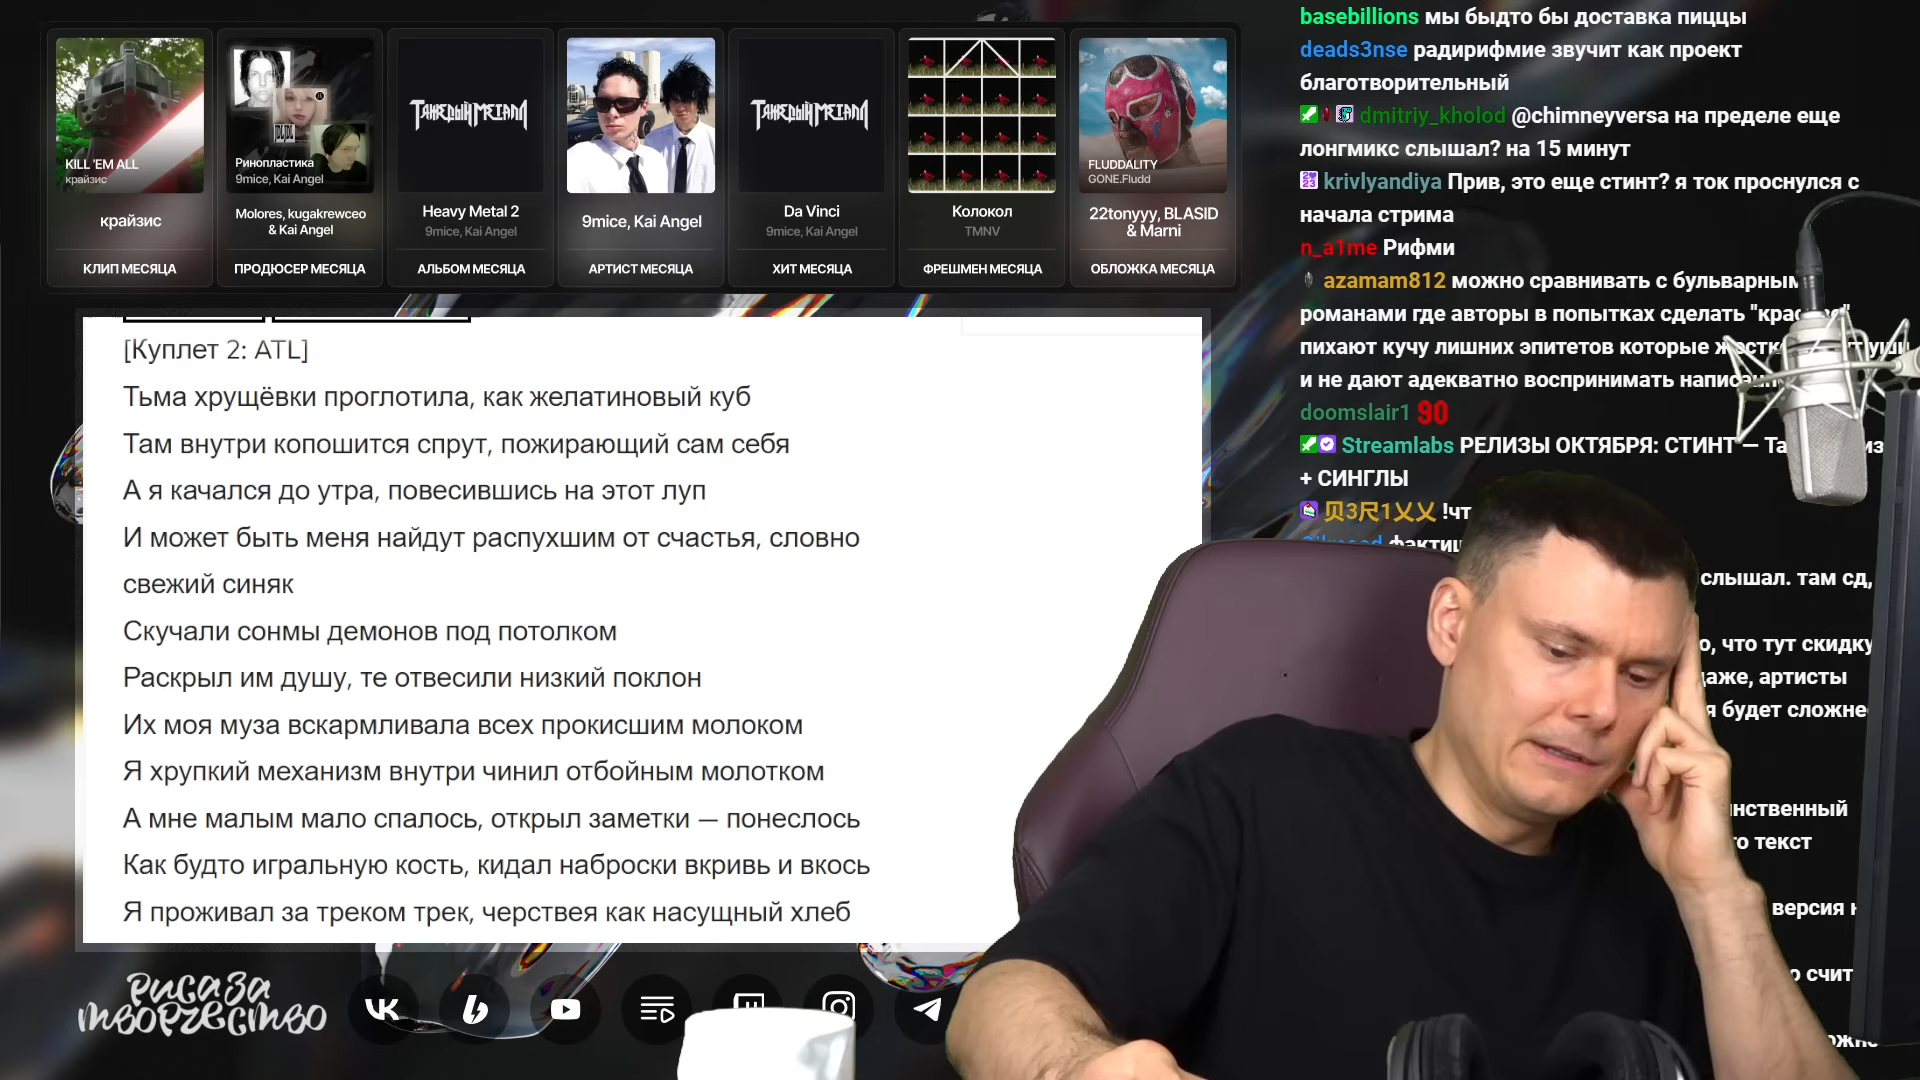 KILL 'EM ALL
крайзис
крайзис
КЛИП МЕСЯЦА
Ринопластика
9mice, Kai Angel
Molores, kugakrewceo
& Kai Angel
ПРОДЮСЕР МЕСЯЦА
ТЯЖЁЛЫЙ МЕТАЛЛ
Heavy Metal 2
9mice, Kai Angel
АЛЬБОМ МЕСЯЦА
9mice, Kai Angel
АРТИСТ МЕСЯЦА
ТЯЖЁЛЫЙ МЕТАЛЛ
Da Vinci
9mice, Kai Angel
ХИТ МЕСЯЦА
Колокол
TMNV
ФРЕШМЕН МЕСЯЦА
FLUDDALITY
GONE.Fludd
22tonyyy, BLASID
& Marni
ОБЛОЖКА МЕСЯЦА
[Куплет 2: ATL]
Тьма хрущёвки проглотила, как желатиновый куб
Там внутри копошится спрут, пожирающий сам себя
А я качался до утра, повесившись на этот луп
И может быть меня найдут распухшим от счастья, словно
свежий синяк
Скучали сонмы демонов под потолком
Раскрыл им душу, те отвесили низкий поклон
Их моя муза вскармливала всех прокисшим молоком
Я хрупкий механизм внутри чинил отбойным молотком
А мне малым мало спалось, открыл заметки — понеслось
Как будто игральную кость, кидал наброски вкривь и вкось
Я проживал за треком трек, черствея как насущный хлеб
риса за
творчество
basebillions мы быдто бы доставка пиццы
deads3nse радирифмие звучит как проект
благотворительный
dmitriy_kholod @chimneyversa на пределе еще
лонгмикс слышал? на 15 минут
krivlyandiya Прив, это еще стинт? я ток проснулся с
начала стрима
n_a1me Рифми
azamam812 можно сравнивать с бульварным
романами где авторы в попытках сделать
пихают кучу лишних эпитетов которые
и не дают адекватно воспринимать
doomslair1 90
Streamlabs РЕЛИЗЫ ОКТЯБРЯ: СТИНТ —
+ СИНГЛЫ
贝3尺1乂乂 !чт
слышал. там сд,
что тут скидку
артисты
будет сложне
текст
версия
счит